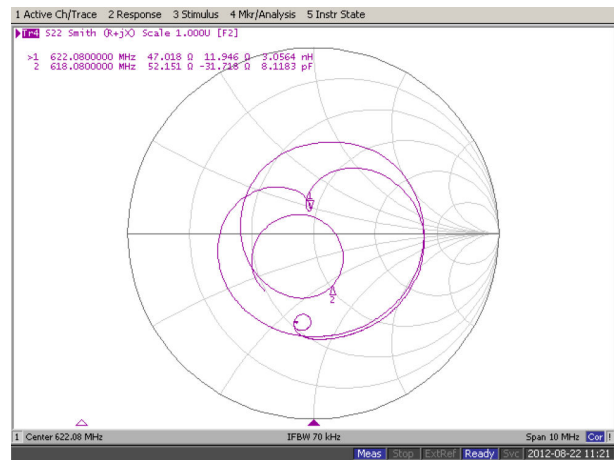 1 Active Ch/Trace 2 Response 3 Stimulus 4 Mkr/Analysis 5 Instr State
Tr4 S22 Smith (R+jX) Scale 1.000U [F2]
>1 622.0800000 MHz 47.018 Ω 11.946 Ω 3.0564 nH
2 618.0800000 MHz 52.151 Ω -31.718 Ω 8.1183 pF
2
1 Center 622.08 MHz IFBW 70 kHz Span 10 MHz Cor !
Meas Stop ExtRef Ready Svc 2012-08-22 11:21